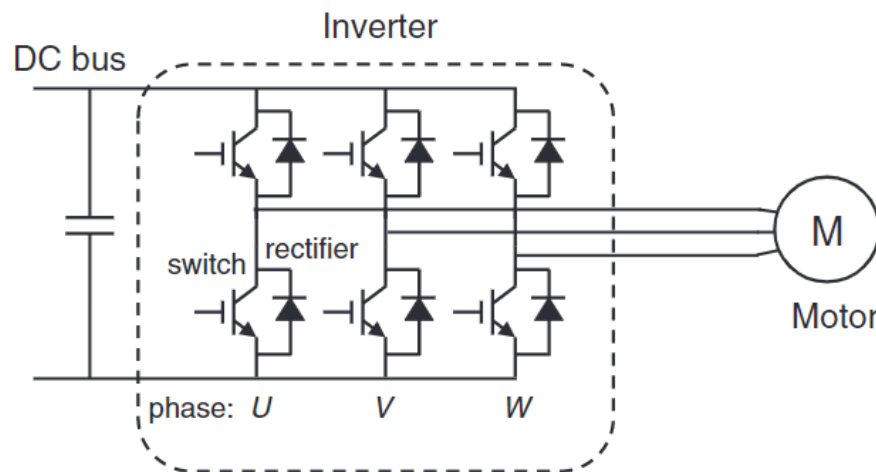 Inverter
DC bus
switch
rectifier
M
Motor
phase: U V W